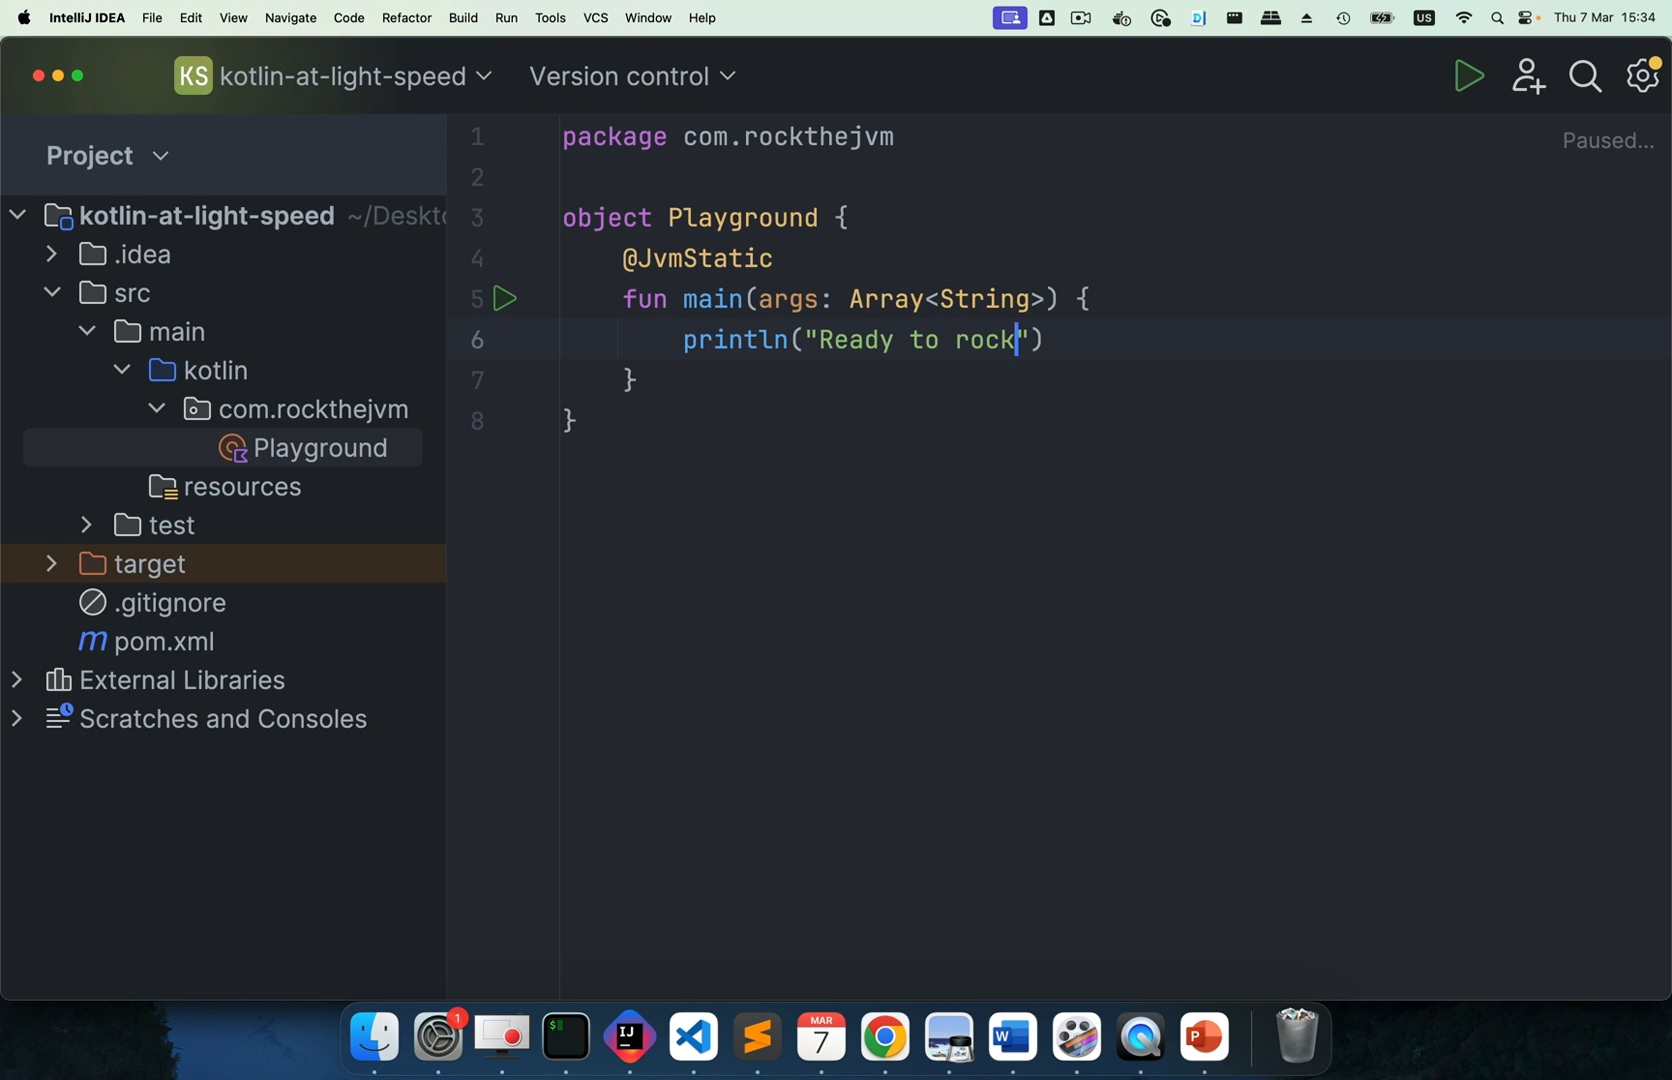 IntelliJ IDEA File Edit View Navigate Code Refactor Build Run Tools VCS Window Help US Thu 7 Mar 15:34
KS kotlin-at-light-speed Version control
Project
kotlin-at-light-speed ~/Deskto
.idea
src
main
kotlin
com.rockthejvm
Playground
resources
test
target
.gitignore
m pom.xml
External Libraries
Scratches and Consoles
1 package com.rockthejvm
2
3 object Playground {
4 @JvmStatic
5 fun main(args: Array<String>) {
6 println("Ready to rock")
7 }
8 }
Paused...
1
$
IJ
MAR
7
W
P